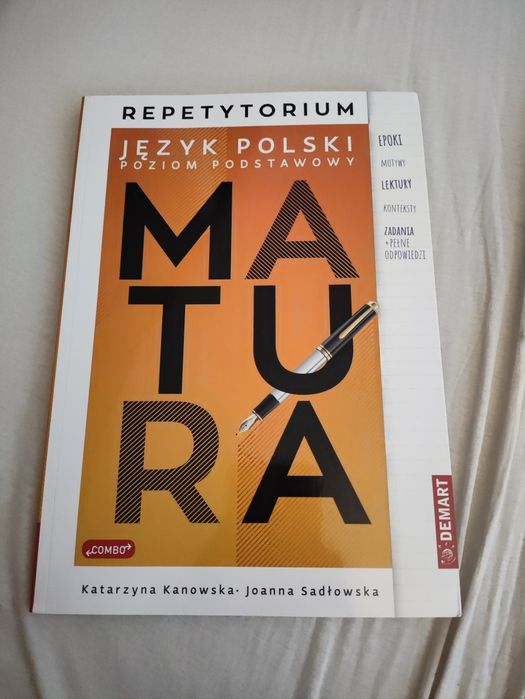 REPETYTORIUM
JĘZYK POLSKI
POZIOM PODSTAWOWY
MA
TU
RA
EPOKI
MOTYWY
LEKTURY
KONTEKSTY
ZADANIA
+PEŁNE
ODPOWIEDZI
DEMART
COMBO
Katarzyna Kanowska • Joanna Sadłowska